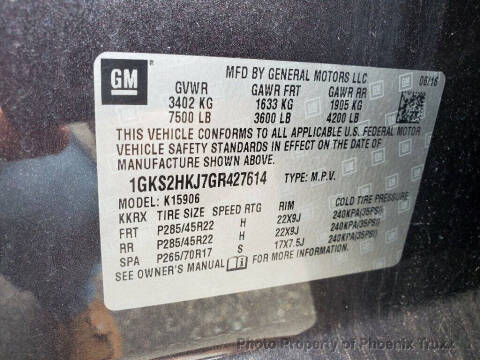 GM
MFD BY GENERAL MOTORS LLC 06/16
GVWR GAWR FRT GAWR RR
3402 KG 1633 KG 1905 KG
7500 LB 3600 LB 4200 LB
THIS VEHICLE CONFORMS TO ALL APPLICABLE U.S. FEDERAL MOTOR
VEHICLE SAFETY STANDARDS IN EFFECT ON THE DATE OF
MANUFACTURE SHOWN ABOVE.
1GKS2HKJ7GR427614 TYPE: M.P.V.
MODEL: K15906
KKRX TIRE SIZE SPEED RTG RIM COLD TIRE PRESSURE
FRT P285/45R22 H 22X9J 240KPA(35PSI)
RR P285/45R22 H 22X9J 240KPA(35PSI)
SPA P265/70R17 S 17X7.5J 240KPA(35PSI)
SEE OWNER'S MANUAL FOR MORE INFORMATION.
Photo Property of Phoenix Truxx